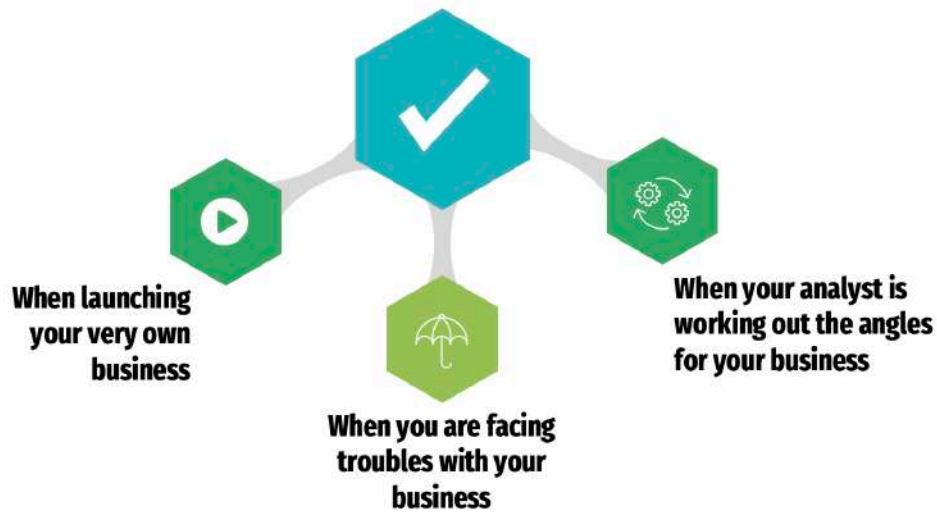 When launching
your very own
business
When you are facing
troubles with your
business
When your analyst is
working out the angles
for your business